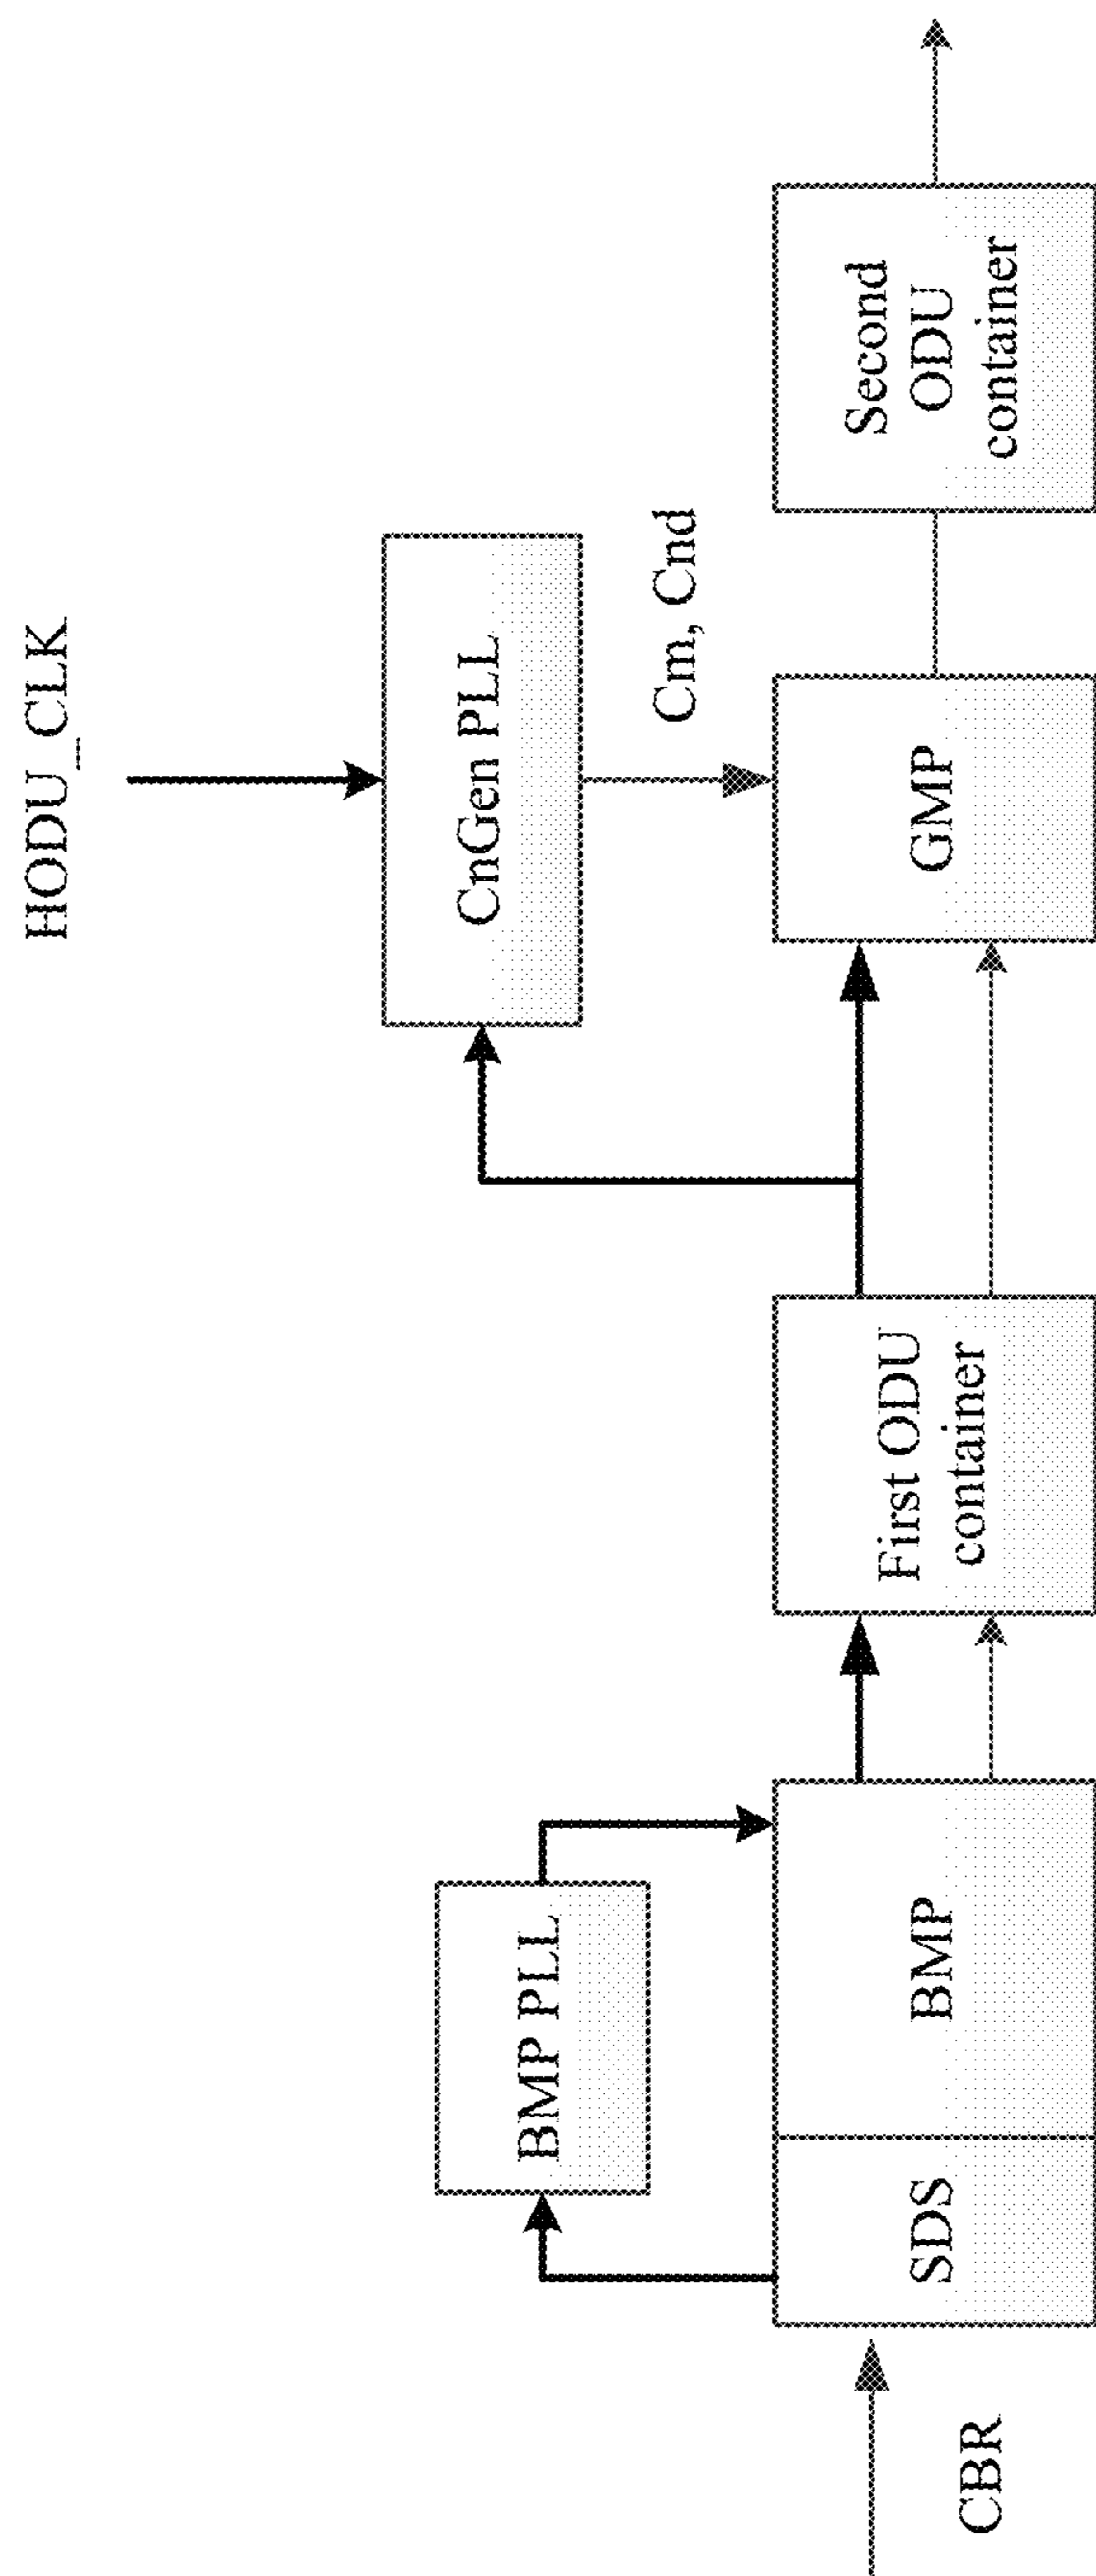 HODU_CLK
CnGen PLL
Cm, Cnd
BMP PLL
CBR
SDS
BMP
First ODU
container
GMP
Second
ODU
container